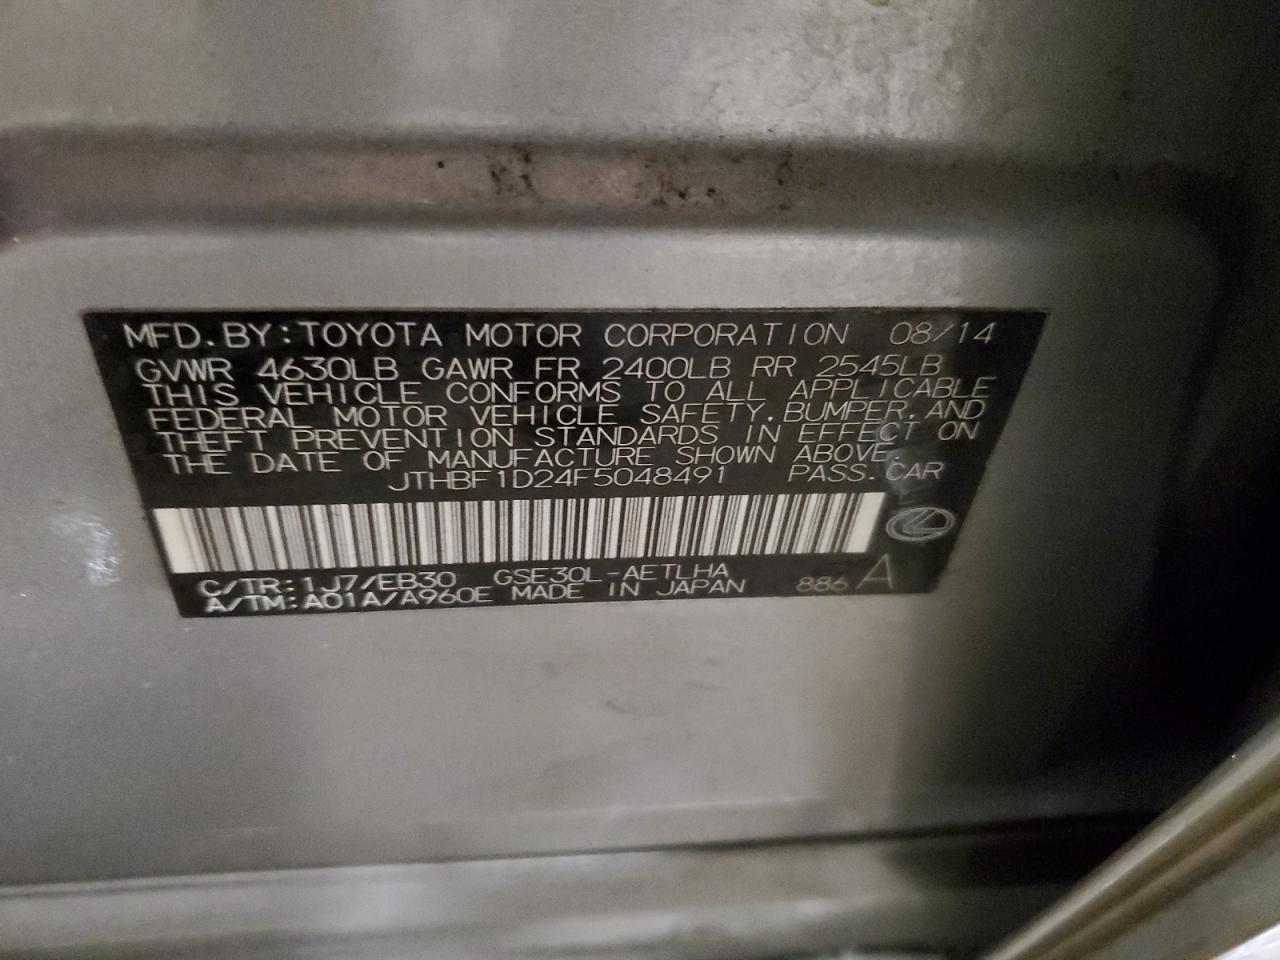 MFD. BY: TOYOTA MOTOR CORPORATION 08/14
GVWR 4630LB GAWR FR 2400LB RR 2545LB
THIS VEHICLE CONFORMS TO ALL APPLICABLE
FEDERAL MOTOR VEHICLE SAFETY, BUMPER, AND
THEFT PREVENTION STANDARDS IN EFFECT ON
THE DATE OF MANUFACTURE SHOWN ABOVE.
JTHBF1D24F5048491 PASS. CAR
C/TR: 1J7/EB30 GSE30L-AETLHA
A/TM: A01A/A960E MADE IN JAPAN 886 A